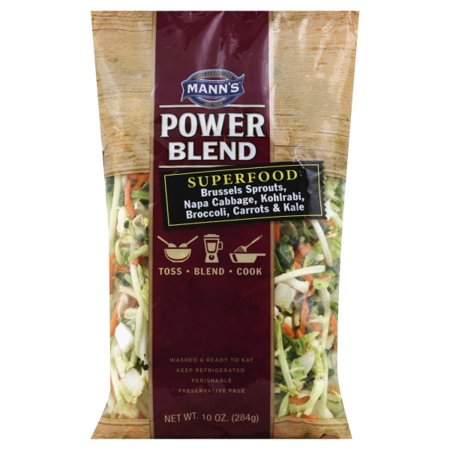 MANN'S
POWER
BLEND
SUPERFOOD
Brussels Sprouts,
Napa Cabbage, Kohlrabi,
Broccoli, Carrots & Kale
TOSS • BLEND • COOK
WASHED & READY TO EAT
KEEP REFRIGERATED
PERISHABLE
PRESERVATIVE FREE
NET WT. 10 OZ. (284g)